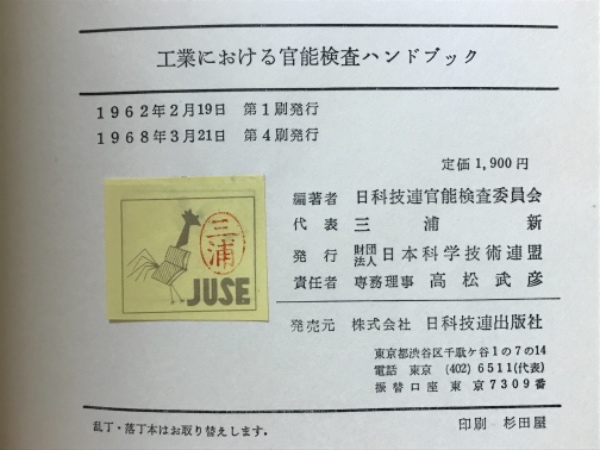 工業における官能検査ハンドブック
1962年2月19日 第1刷発行
1968年3月21日 第4刷発行
定価1,900円
三浦
JUSE
編著者 日科技連官能検査委員会
代表 三浦新
発行 財団法人 日本科学技術連盟
責任者 専務理事 高松武彦
発売元 株式会社 日科技連出版社
東京都渋谷区千駄ケ谷1の7の14
電話 東京 (402) 6511(代表)
振替口座東京7309番
乱丁・落丁本はお取り替えします。
印刷 杉田屋